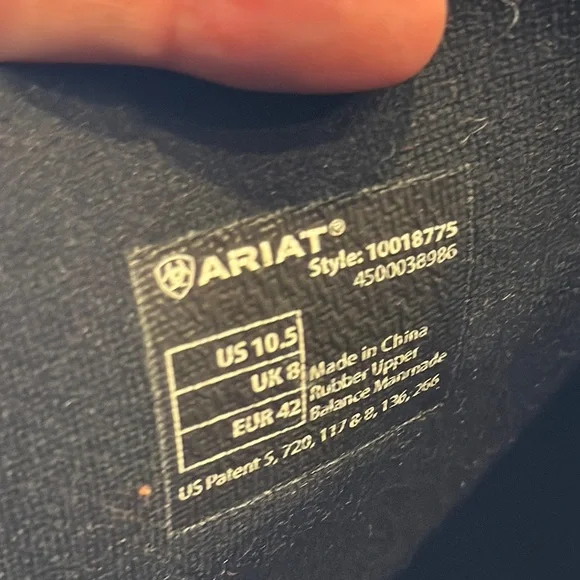 ARIAT®
Style: 10018775
4500038986
US 10.5
UK 8
EUR 42
Made in China
Rubber Upper
Balance Manmade
US Patent 5, 720, 117 & 8, 136, 266